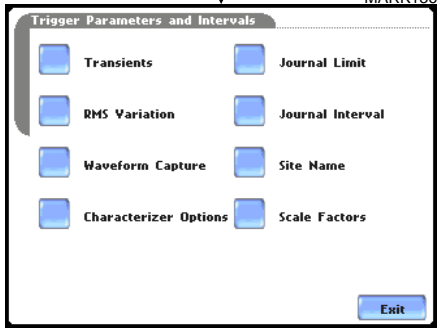 Trigger Parameters and Intervals
Transients
Journal Limit
RMS Variation
Journal Interval
Waveform Capture
Site Name
Characterizer Options
Scale Factors
Exit